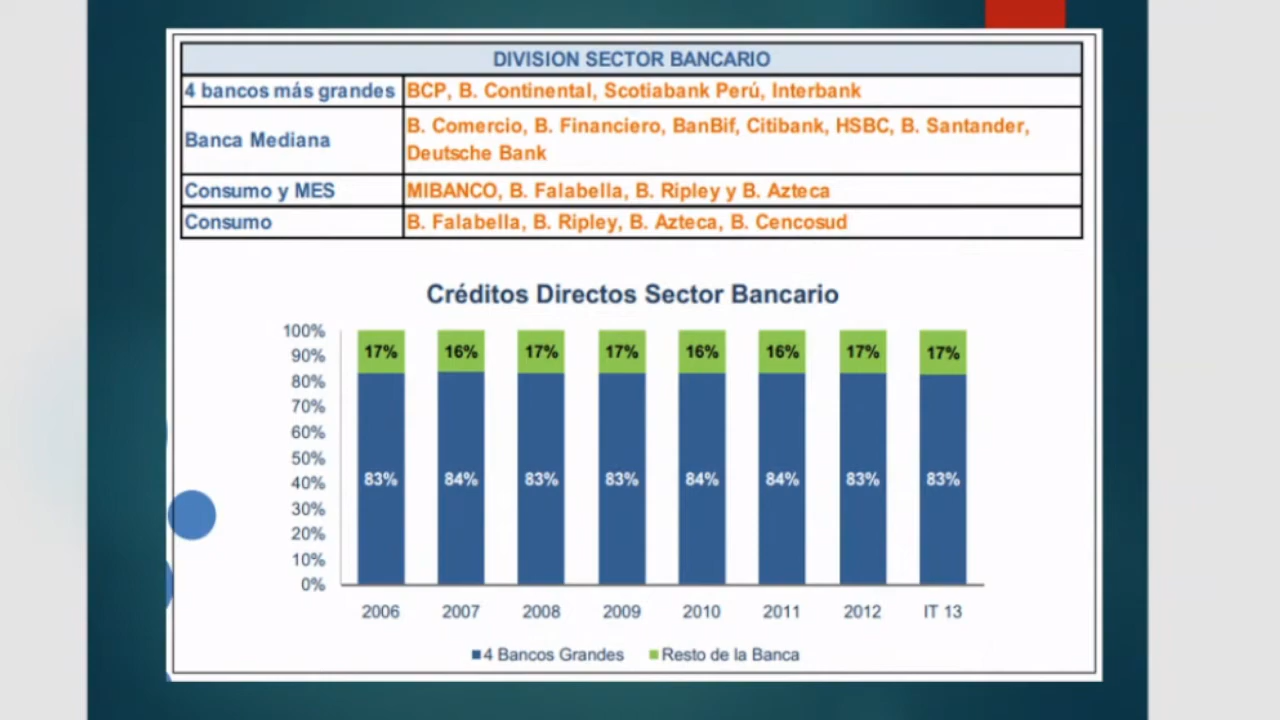 DIVISION SECTOR BANCARIO
4 bancos más grandes BCP, B. Continental, Scotiabank Perú, Interbank
Banca Mediana B. Comercio, B. Financiero, BanBif, Citibank, HSBC, B. Santander,
Deutsche Bank
Consumo y MES MIBANCO, B. Falabella, B. Ripley y B. Azteca
Consumo B. Falabella, B. Ripley, B. Azteca, B. Cencosud
Créditos Directos Sector Bancario
100%
90%
80%
70%
60%
50%
40%
30%
20%
10%
0%
17% 16% 17% 17% 16% 16% 17% 17%
83% 84% 83% 83% 84% 84% 83% 83%
2006 2007 2008 2009 2010 2011 2012 IT 13
4 Bancos Grandes Resto de la Banca